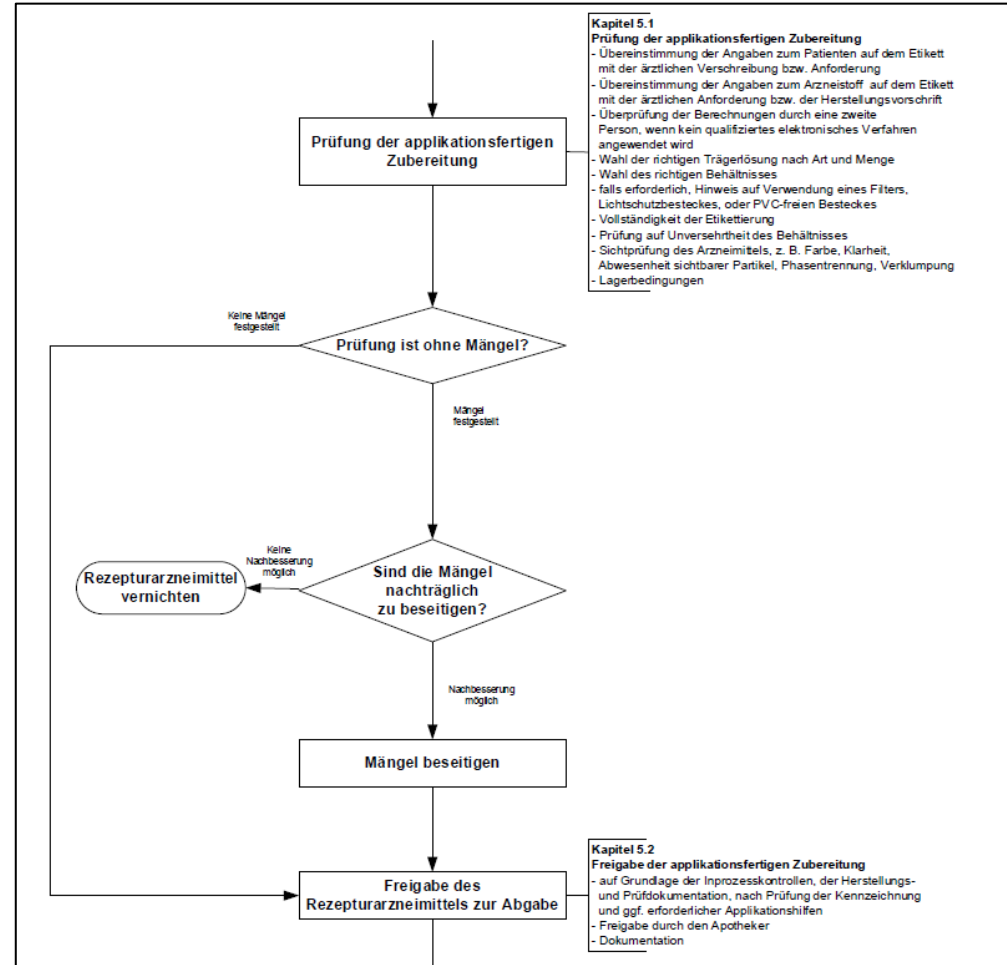 Kapitel 5.1
Prüfung der applikationsfertigen Zubereitung
- Übereinstimmung der Angaben zum Patienten auf dem Etikett
mit der ärztlichen Verschreibung bzw. Anforderung
- Übereinstimmung der Angaben zum Arzneistoff auf dem Etikett
mit der ärztlichen Anforderung bzw. der Herstellungsvorschrift
- Überprüfung der Berechnungen durch eine zweite
Person, wenn kein qualifiziertes elektronisches Verfahren
angewendet wird
- Wahl der richtigen Trägerlösung nach Art und Menge
- Wahl des richtigen Behältnisses
- falls erforderlich, Hinweis auf Verwendung eines Filters,
Lichtschutzbesteckes, oder PVC-freien Besteckes
- Vollständigkeit der Etikettierung
- Prüfung auf Unversehrtheit des Behältnisses
- Sichtprüfung des Arzneimittels, z. B. Farbe, Klarheit,
Abwesenheit sichtbarer Partikel, Phasentrennung, Verklumpung
- Lagerbedingungen
Prüfung der applikationsfertigen
Zubereitung
Keine Mängel
festgestellt
Prüfung ist ohne Mängel?
Mängel
festgestellt
Keine
Nachbesserung
möglich
Rezepturarzneimittel
vernichten
Sind die Mängel
nachträglich
zu beseitigen?
Nachbesserung
möglich
Mängel beseitigen
Freigabe des
Rezepturarzneimittels zur Abgabe
Kapitel 5.2
Freigabe der applikationsfertigen Zubereitung
- auf Grundlage der Inprozesskontrollen, der Herstellungs-
und Prüfdokumentation, nach Prüfung der Kennzeichnung
und ggf. erforderlicher Applikationshilfen
- Freigabe durch den Apotheker
- Dokumentation